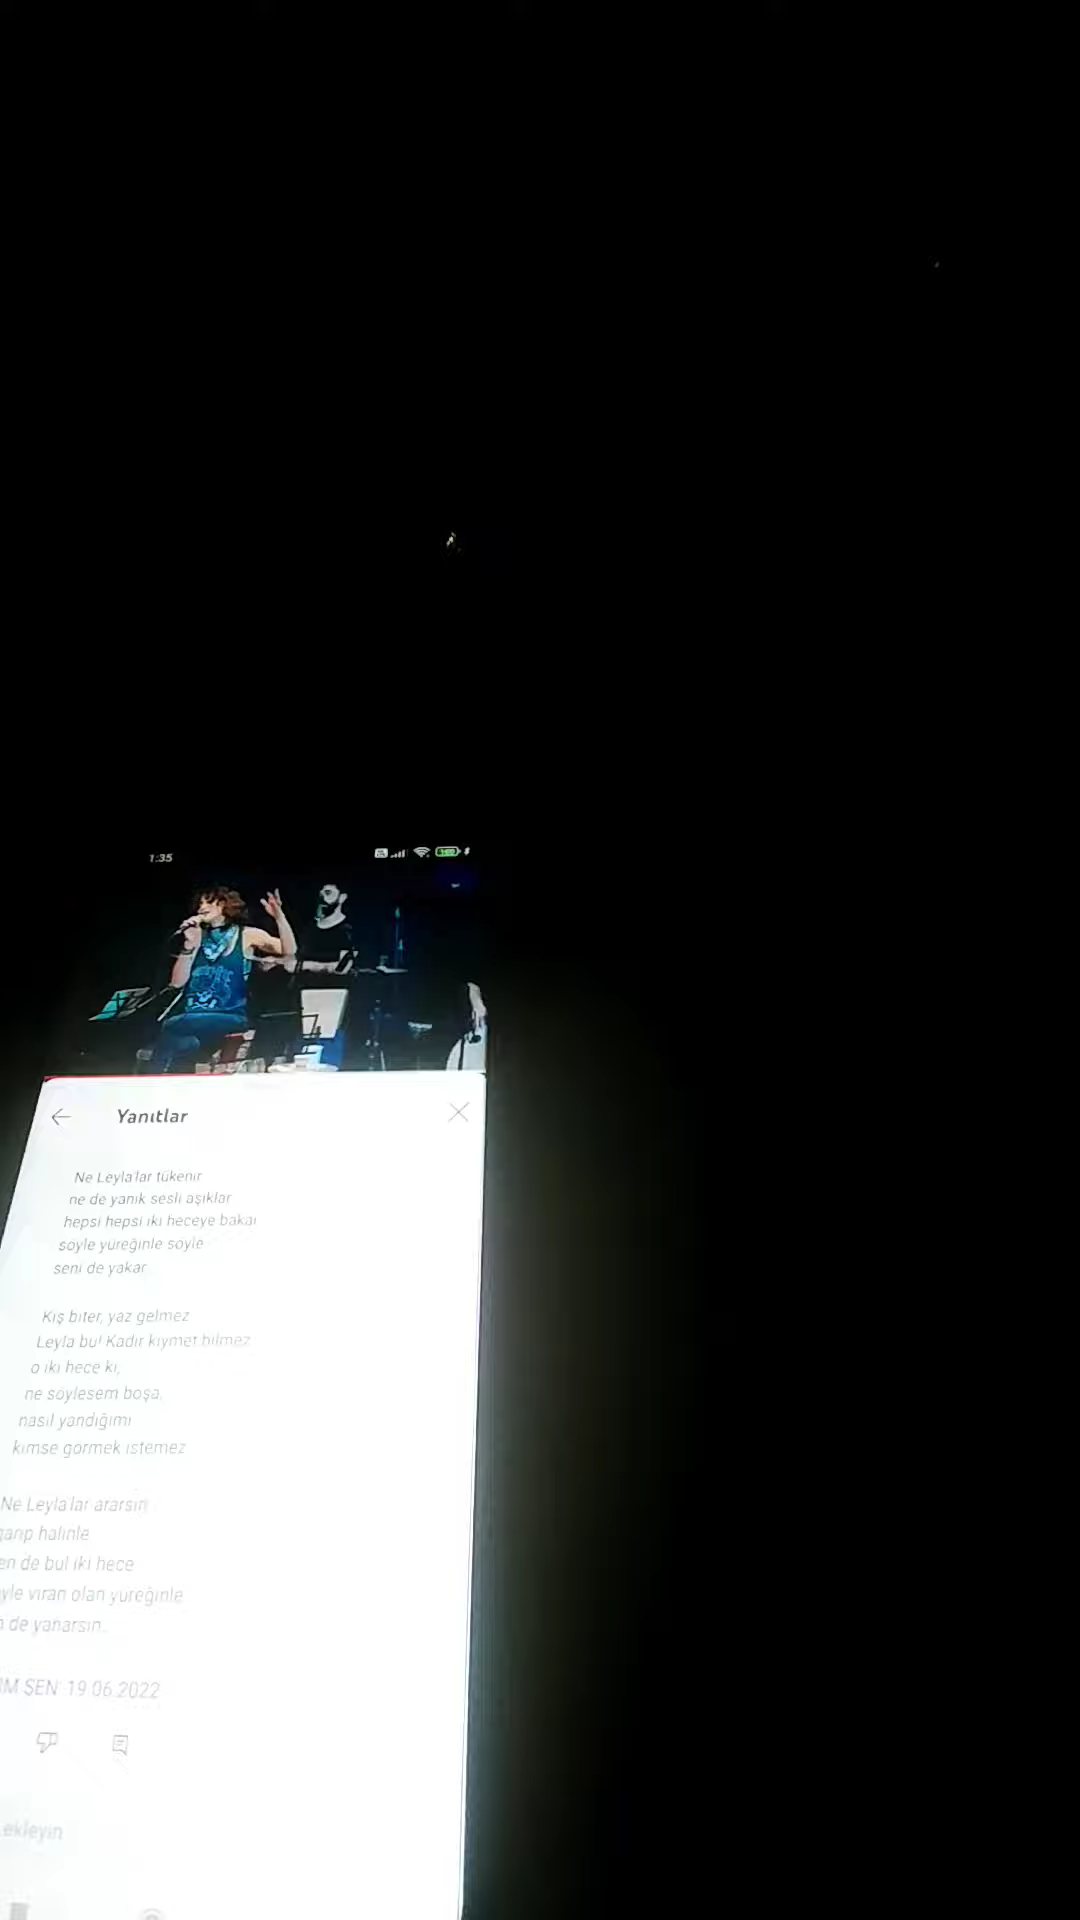 1:35
Yanıtlar
Ne Leyla'lar tükenir
ne de yanık sesli aşıklar
hepsi hepsi iki heceye bakar
söyle yüreğinle söyle
seni de yakar
Kış biter, yaz gelmez
Leyla bu! Kadir kıymet bilmez
o iki hece ki,
ne söylesem boşa,
nasıl yandığımı
kimse görmek istemez
Ne Leyla'lar ararsın
garip halinle
en de bul iki hece
yle viran olan yüreğinle
de yanarsın..
IM ŞEN 19.06.2022
ekleyin